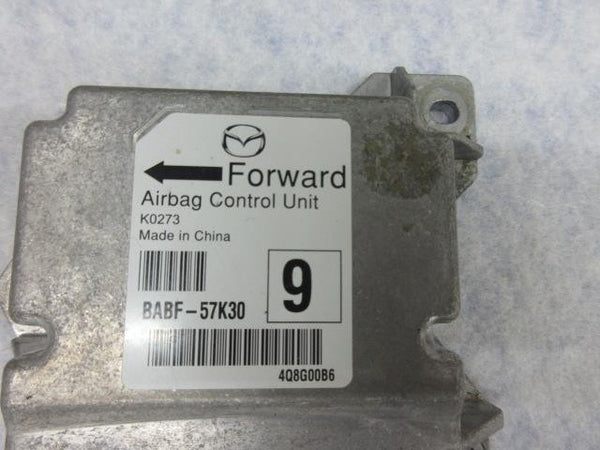 Forward
Airbag Control Unit
K0273
Made in China
9
BABF-57K30
4Q8G00B6